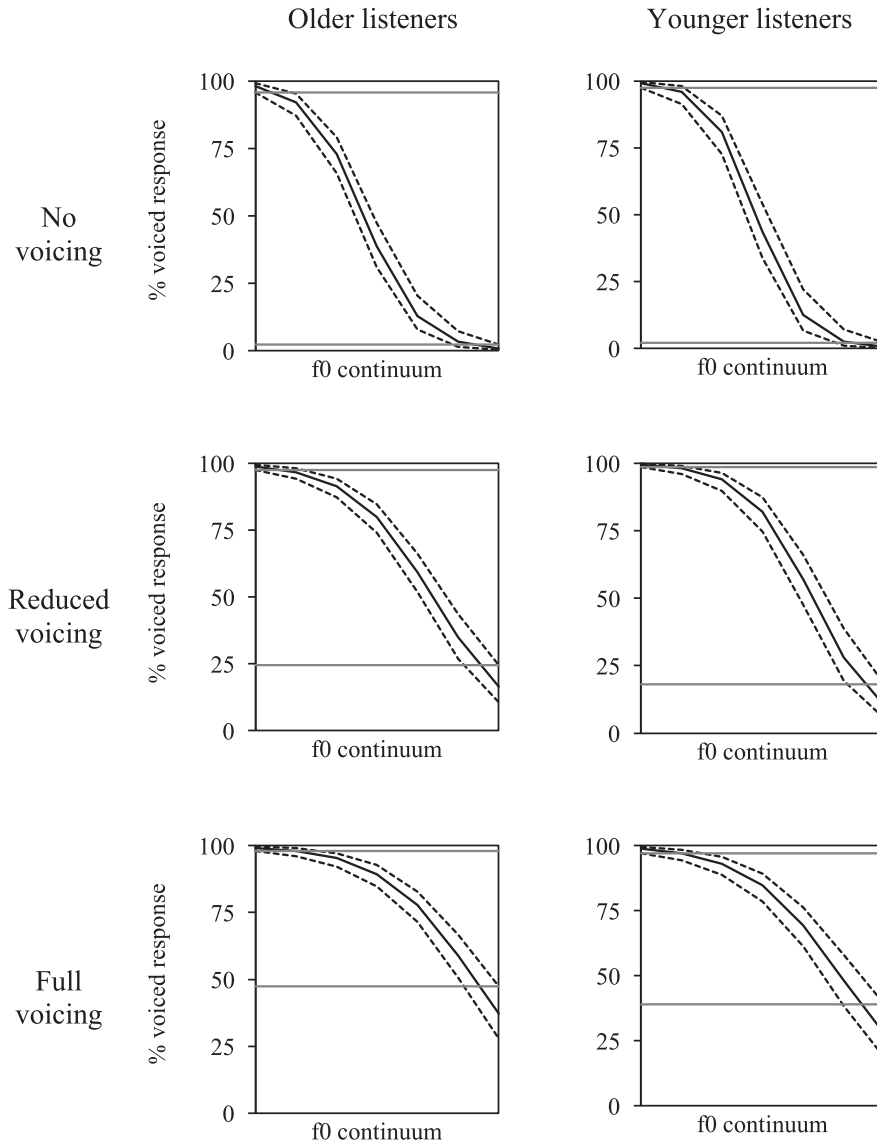 Older listeners
Younger listeners
No
voicing
% voiced response
100
75
50
25
0
f0 continuum
100
75
50
25
0
f0 continuum
Reduced
voicing
% voiced response
100
75
50
25
0
f0 continuum
100
75
50
25
0
f0 continuum
Full
voicing
% voiced response
100
75
50
25
0
f0 continuum
100
75
50
25
0
f0 continuum